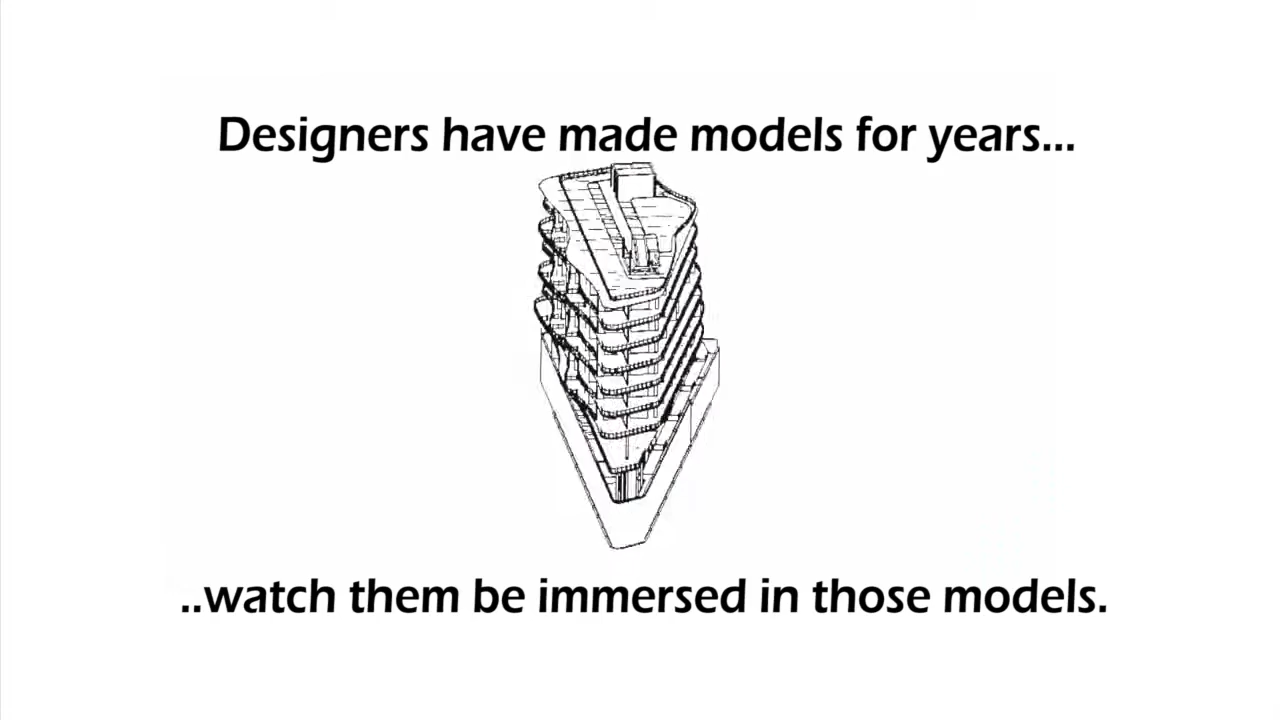 Designers have made models for years...
..watch them be immersed in those models.